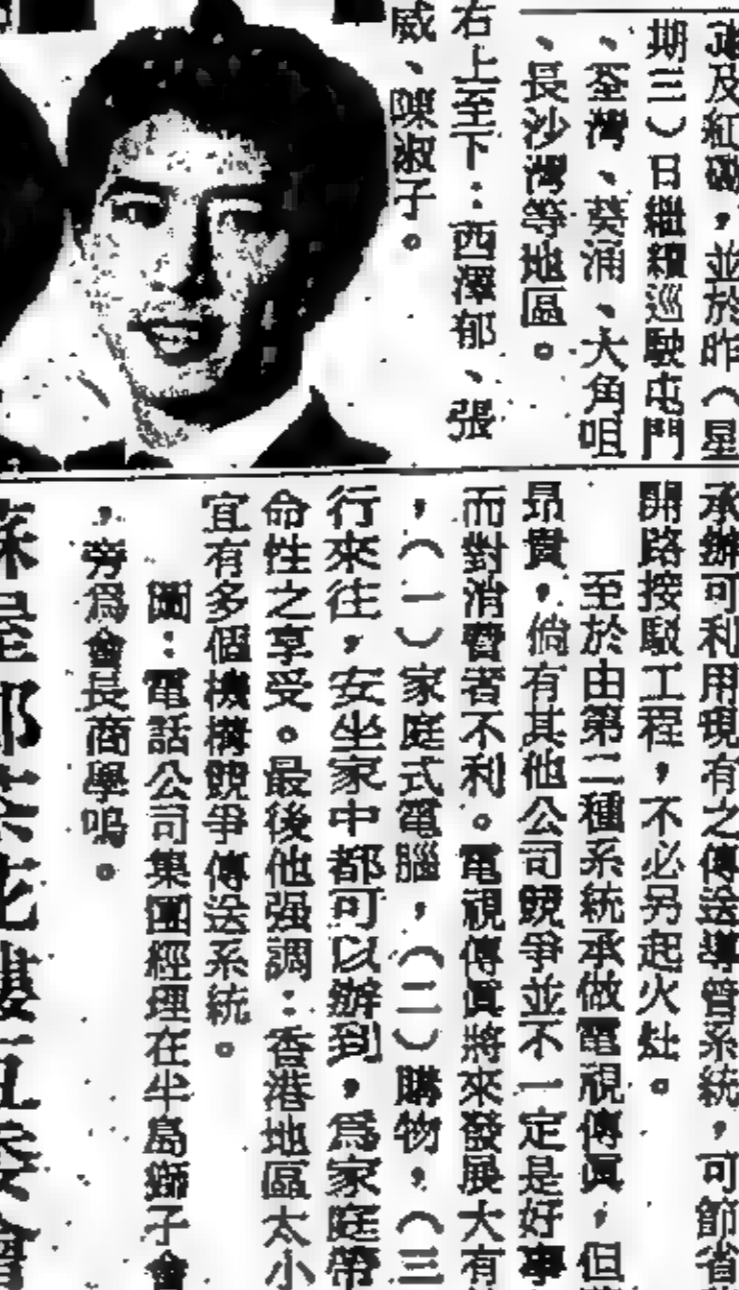 及紅磡，並於昨（星
期三）日繼續巡駛屯門
、荃灣、葵涌、大角咀
、長沙灣等地區。
右上至下：西澤郁、張
威、陳淑子。
承辦可利用現有之傳送導管系統，可節省
開路接駁工程，不必另起火灶。
至於由第二種系統承做電視傳眞，但
昂貴，倘有其他公司競爭並不一定是好事
而對消費者不利。電視傳眞將來發展大有
，（一）家庭式電腦，（二）購物，（三
行來往，安坐家中都可以辦到，爲家庭帶
命性之享受。最後他强調：香港地區太小
宜有多個機構競爭傳送系統。
圖：電話公司集團經理在半島獅子會
，旁爲會長商學鳴。